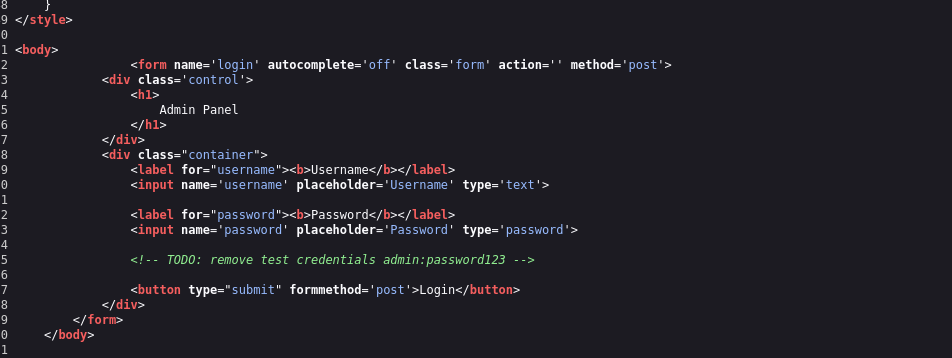 8 }
9 </style>
0
1 <body>
2 <form name='login' autocomplete='off' class='form' action='' method='post'>
3 <div class='control'>
4 <h1>
5 Admin Panel
6 </h1>
7 </div>
8 <div class="container">
9 <label for="username"><b>Username</b></label>
0 <input name='username' placeholder='Username' type='text'>
1
2 <label for="password"><b>Password</b></label>
3 <input name='password' placeholder='Password' type='password'>
4
5 <!-- TODO: remove test credentials admin:password123 -->
6
7 <button type="submit" formmethod='post'>Login</button>
8 </div>
9 </form>
0 </body>
1